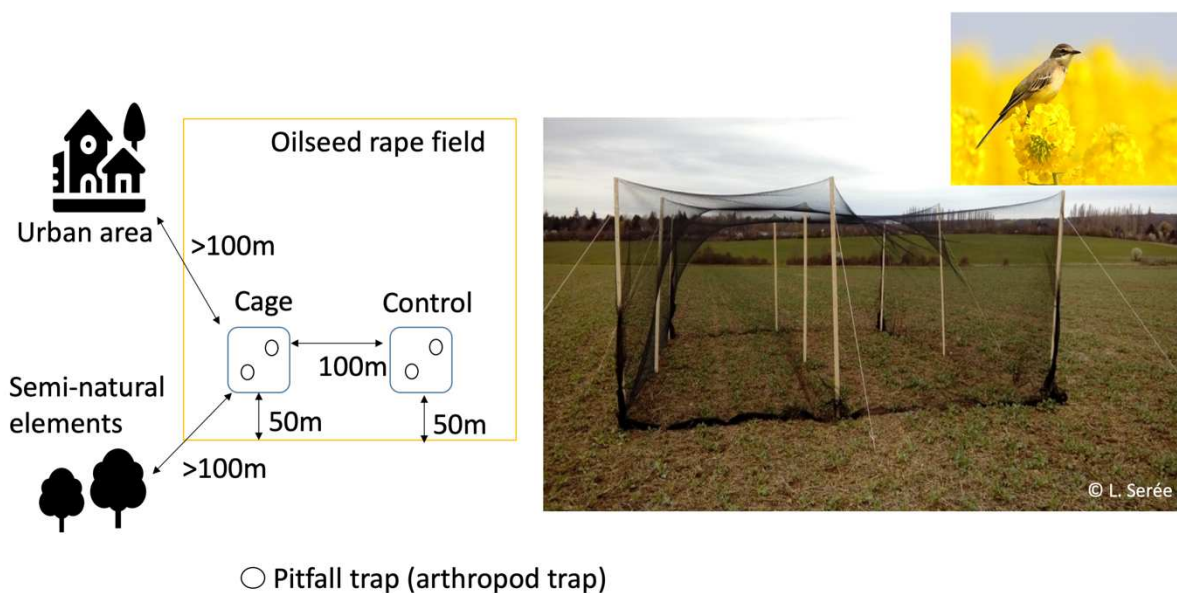 Oilseed rape field
Urban area
>100m
Cage
Control
100m
Semi-natural
elements
50m
50m
>100m
© L. Serée
Pitfall trap (arthropod trap)